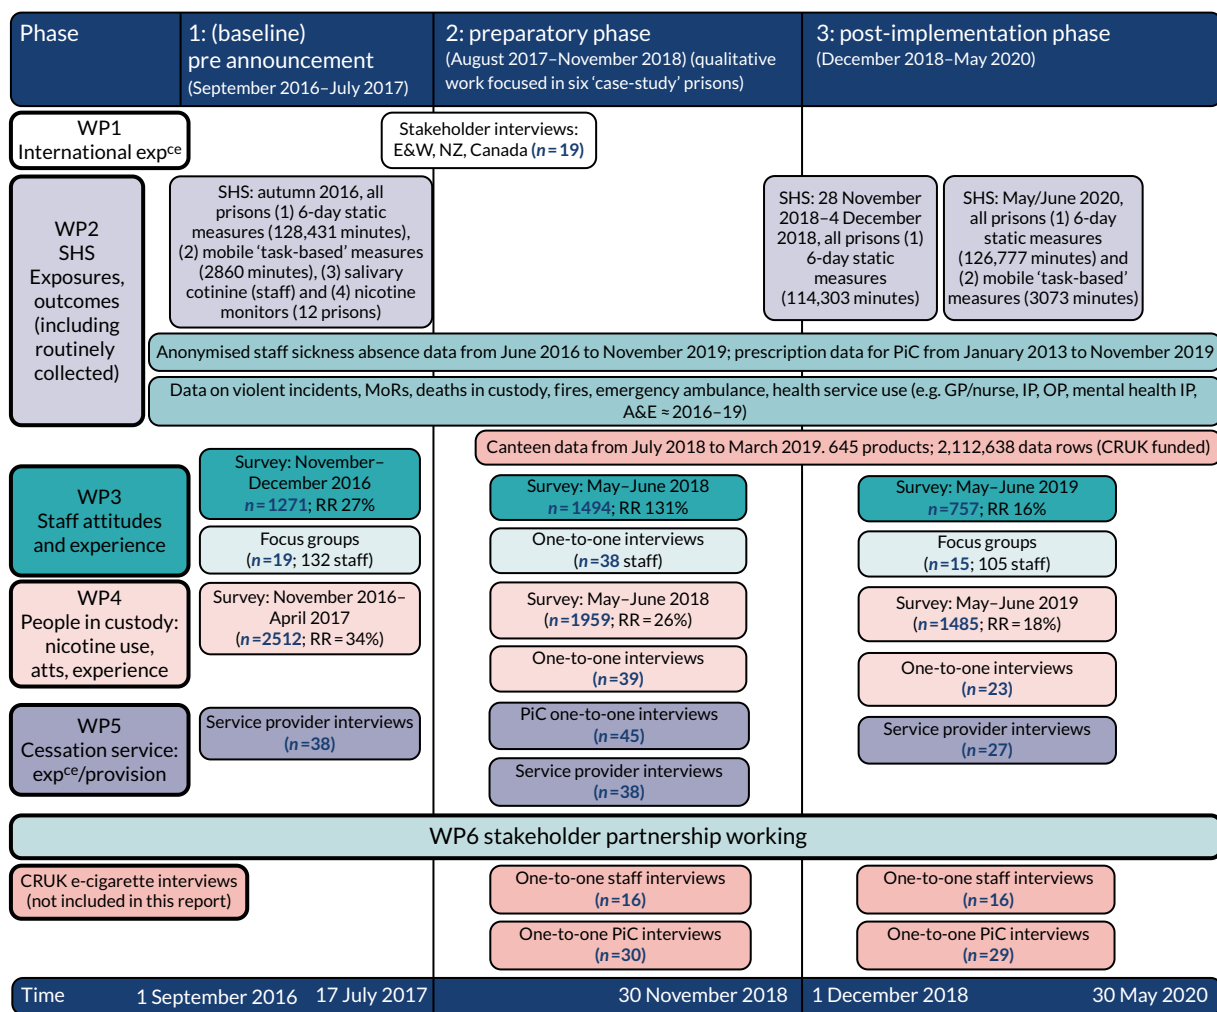 Phase
1: (baseline)
pre announcement
(September 2016–July 2017)
2: preparatory phase
(August 2017–November 2018) (qualitative
work focused in six ‘case-study’ prisons)
3: post-implementation phase
(December 2018–May 2020)
WP1
International expce
Stakeholder interviews:
E&W, NZ, Canada (n=19)
WP2
SHS
Exposures,
outcomes
(including
routinely
collected)
SHS: autumn 2016, all
prisons (1) 6-day static
measures (128,431 minutes),
(2) mobile ‘task-based’ measures
(2860 minutes), (3) salivary
cotinine (staff) and (4) nicotine
monitors (12 prisons)
SHS: 28 November
2018–4 December
2018, all prisons (1)
6-day static
measures
(114,303 minutes)
SHS: May/June 2020,
all prisons (1) 6-day
static measures
(126,777 minutes) and
(2) mobile ‘task-based’
measures (3073 minutes)
Anonymised staff sickness absence data from June 2016 to November 2019; prescription data for PiC from January 2013 to November 2019
Data on violent incidents, MoRs, deaths in custody, fires, emergency ambulance, health service use (e.g. GP/nurse, IP, OP, mental health IP,
A&E ≈ 2016–19)
Canteen data from July 2018 to March 2019. 645 products; 2,112,638 data rows (CRUK funded)
WP3
Staff attitudes
and experience
Survey: November–
December 2016
n=1271; RR 27%
Survey: May–June 2018
n=1494; RR 131%
Survey: May–June 2019
n=757; RR 16%
Focus groups
(n=19; 132 staff)
One-to-one interviews
(n=38 staff)
Focus groups
(n=15; 105 staff)
WP4
People in custody:
nicotine use,
atts, experience
Survey: November 2016–
April 2017
(n=2512; RR=34%)
Survey: May–June 2018
(n=1959; RR=26%)
Survey: May–June 2019
(n=1485; RR=18%)
One-to-one interviews
(n=39)
One-to-one interviews
(n=23)
WP5
Cessation service:
expce/provision
Service provider interviews
(n=38)
PiC one-to-one interviews
(n=45)
Service provider interviews
(n=27)
Service provider interviews
(n=38)
WP6 stakeholder partnership working
CRUK e-cigarette interviews
(not included in this report)
One-to-one staff interviews
(n=16)
One-to-one staff interviews
(n=16)
One-to-one PiC interviews
(n=30)
One-to-one PiC interviews
(n=29)
Time
1 September 2016
17 July 2017
30 November 2018
1 December 2018
30 May 2020